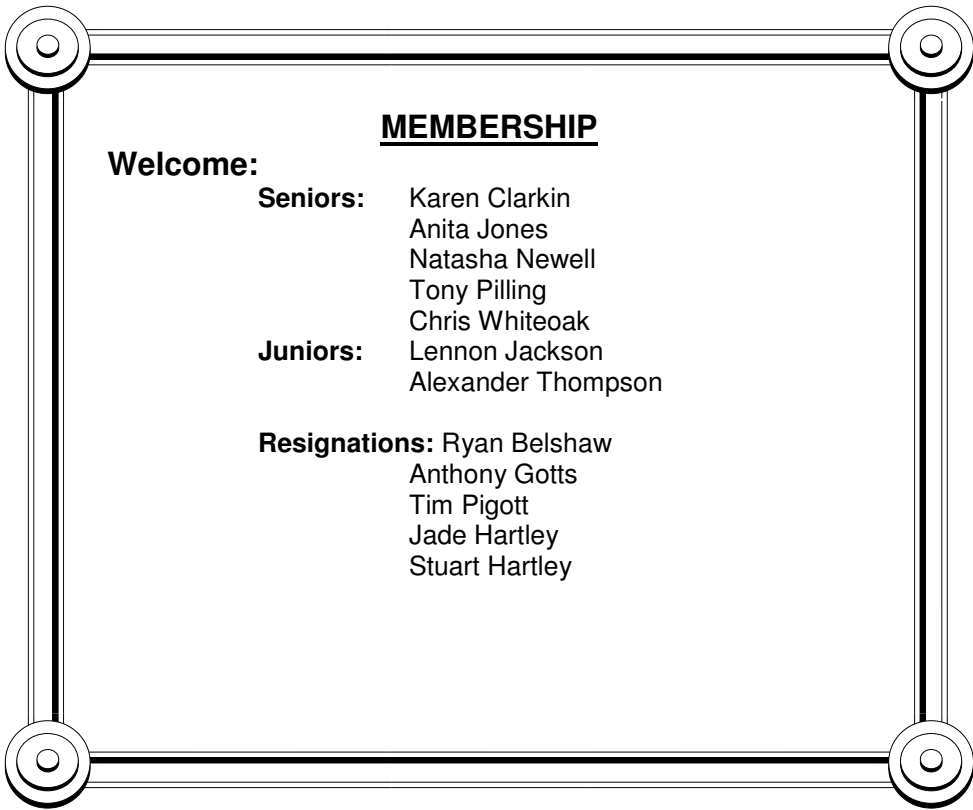 MEMBERSHIP
Welcome:
Seniors: Karen Clarkin
Anita Jones
Natasha Newell
Tony Pilling
Chris Whiteoak
Juniors: Lennon Jackson
Alexander Thompson
Resignations: Ryan Belshaw
Anthony Gotts
Tim Pigott
Jade Hartley
Stuart Hartley